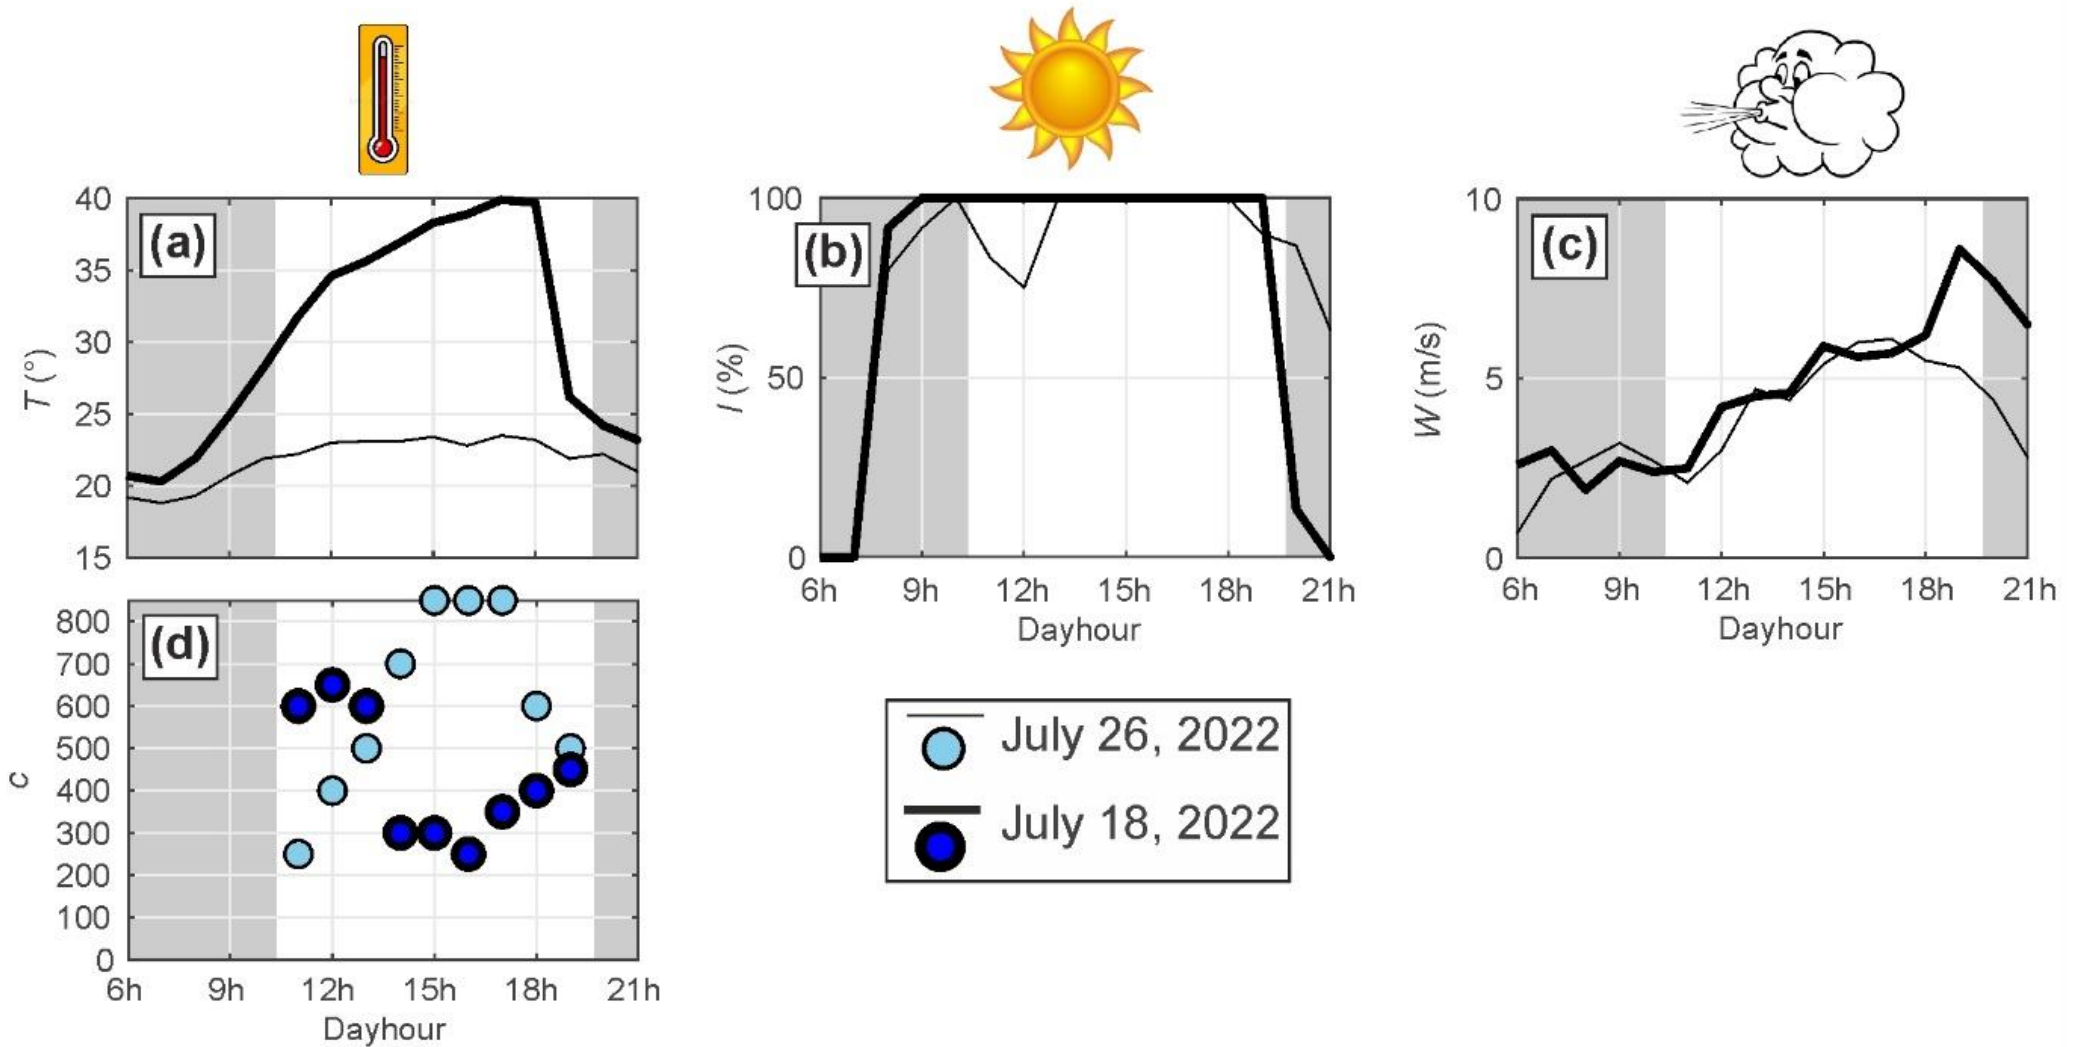 40
35
30
25
20
15
T (°)
(a)
100
50
0
I (%)
(b)
6h 9h 12h 15h 18h 21h
Dayhour
10
5
0
W (m/s)
(c)
6h 9h 12h 15h 18h 21h
Dayhour
800
700
600
500
400
300
200
100
0
c
(d)
6h 9h 12h 15h 18h 21h
Dayhour
July 26, 2022
July 18, 2022